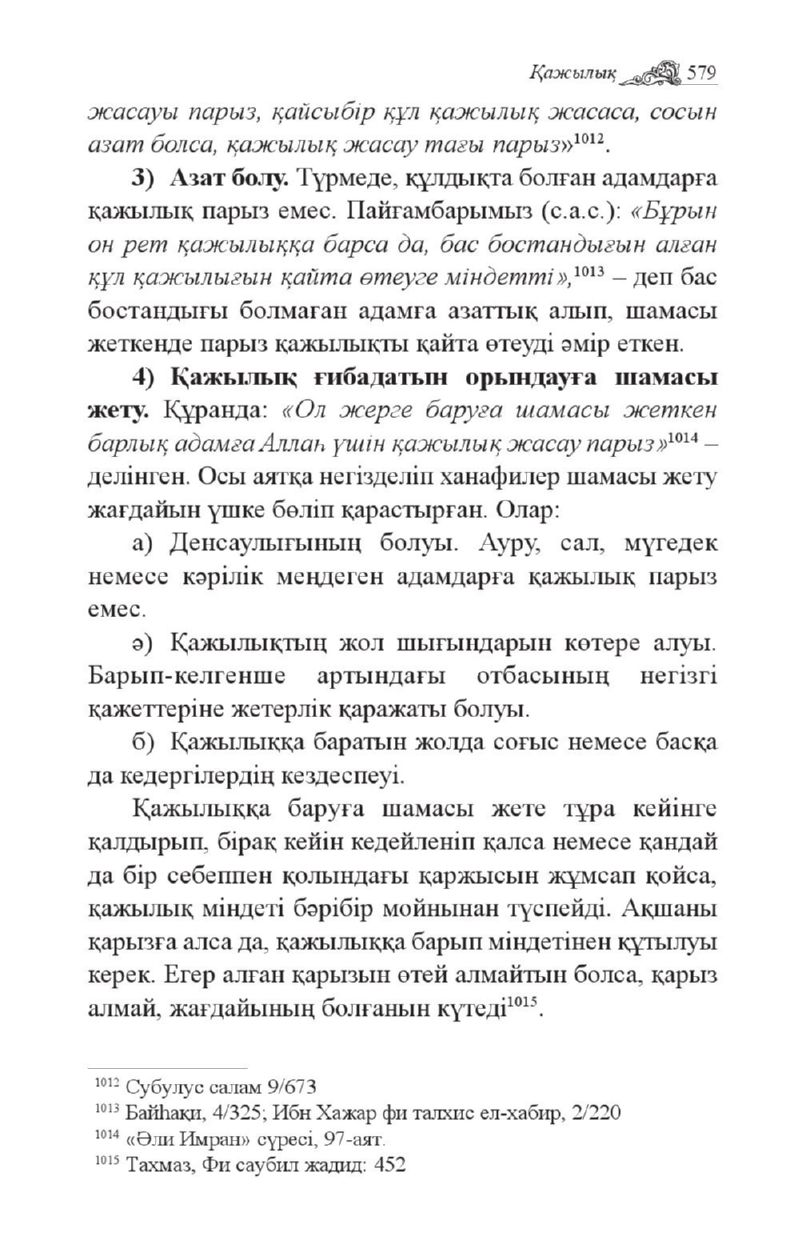 Қажылық 579
жасауы парыз, қайсыбір құл қажылық жасаса, сосын
азат болса, қажылық жасау тағы парыз»¹⁰¹².
3) Азат болу. Түрмеде, құлдықта болған адамдарға
қажылық парыз емес. Пайғамбарымыз (с.а.с.): «Бұрын
он рет қажылыққа барса да, бас бостандығын алған
құл қажылығын қайта өтеуге міндетті»,¹⁰¹³ – деп бас
бостандығы болмаған адамға азаттық алып, шамасы
жеткенде парыз қажылықты қайта өтеуді әмір еткен.
4) Қажылық ғибадатын орындауға шамасы
жету. Құранда: «Ол жерге баруға шамасы жеткен
барлық адамға Аллаһ үшін қажылық жасау парыз»¹⁰¹⁴ –
делінген. Осы аятқа негізделіп ханафилер шамасы жету
жағдайын үшке бөліп қарастырған. Олар:
а) Денсаулығының болуы. Ауру, сал, мүгедек
немесе кәрілік меңдеген адамдарға қажылық парыз
емес.
ә) Қажылықтың жол шығындарын көтере алуы.
Барып-келгенше артындағы отбасының негізгі
қажеттеріне жетерлік қаражаты болуы.
б) Қажылыққа баратын жолда соғыс немесе басқа
да кедергілердің кездеспеуі.
Қажылыққа баруға шамасы жете тұра кейінге
қалдырып, бірақ кейін кедейленіп қалса немесе қандай
да бір себеппен қолындағы қаржысын жұмсап қойса,
қажылық міндеті бәрібір мойнынан түспейді. Ақшаны
қарызға алса да, қажылыққа барып міндетінен құтылуы
керек. Егер алған қарызын өтей алмайтын болса, қарыз
алмай, жағдайының болғанын күтеді¹⁰¹⁵.
¹⁰¹² Субулус салам 9/673
¹⁰¹³ Байһақи, 4/325; Ибн Хажар фи талхис ел-хабир, 2/220
¹⁰¹⁴ «Әли Имран» сүресі, 97-аят.
¹⁰¹⁵ Тахмаз, Фи саубил жадид: 452